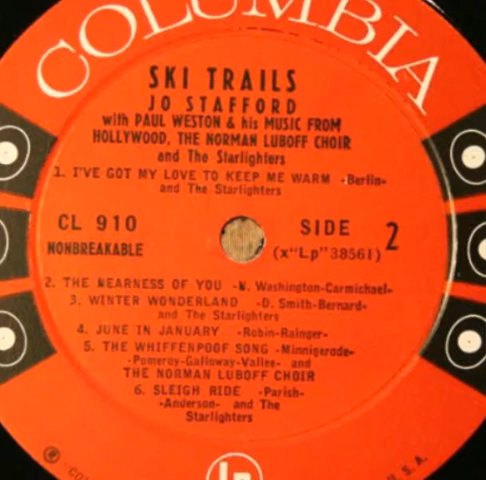 COLUMBIA
SKI TRAILS
JO STAFFORD
with PAUL WESTON & his MUSIC FROM
HOLLYWOOD, THE NORMAN LUBOFF CHOIR
and The Starlighters
1. I'VE GOT MY LOVE TO KEEP ME WARM -Berlin-
and The Starlighters
CL 910
NONBREAKABLE
SIDE 2
(x"Lp"38561)
2. THE NEARNESS OF YOU -N. Washington-Carmichael-
3. WINTER WONDERLAND -D. Smith-Bernard-
and The Starlighters
4. JUNE IN JANUARY -Robin-Rainger-
5. THE WHIFFENPOOF SONG -Minnigerode-
-Pomeroy-Galloway-Vallee- and
THE NORMAN LUBOFF CHOIR
6. SLEIGH RIDE -Parish-
-Anderson- and The
Starlighters
Lp
U. S. A.